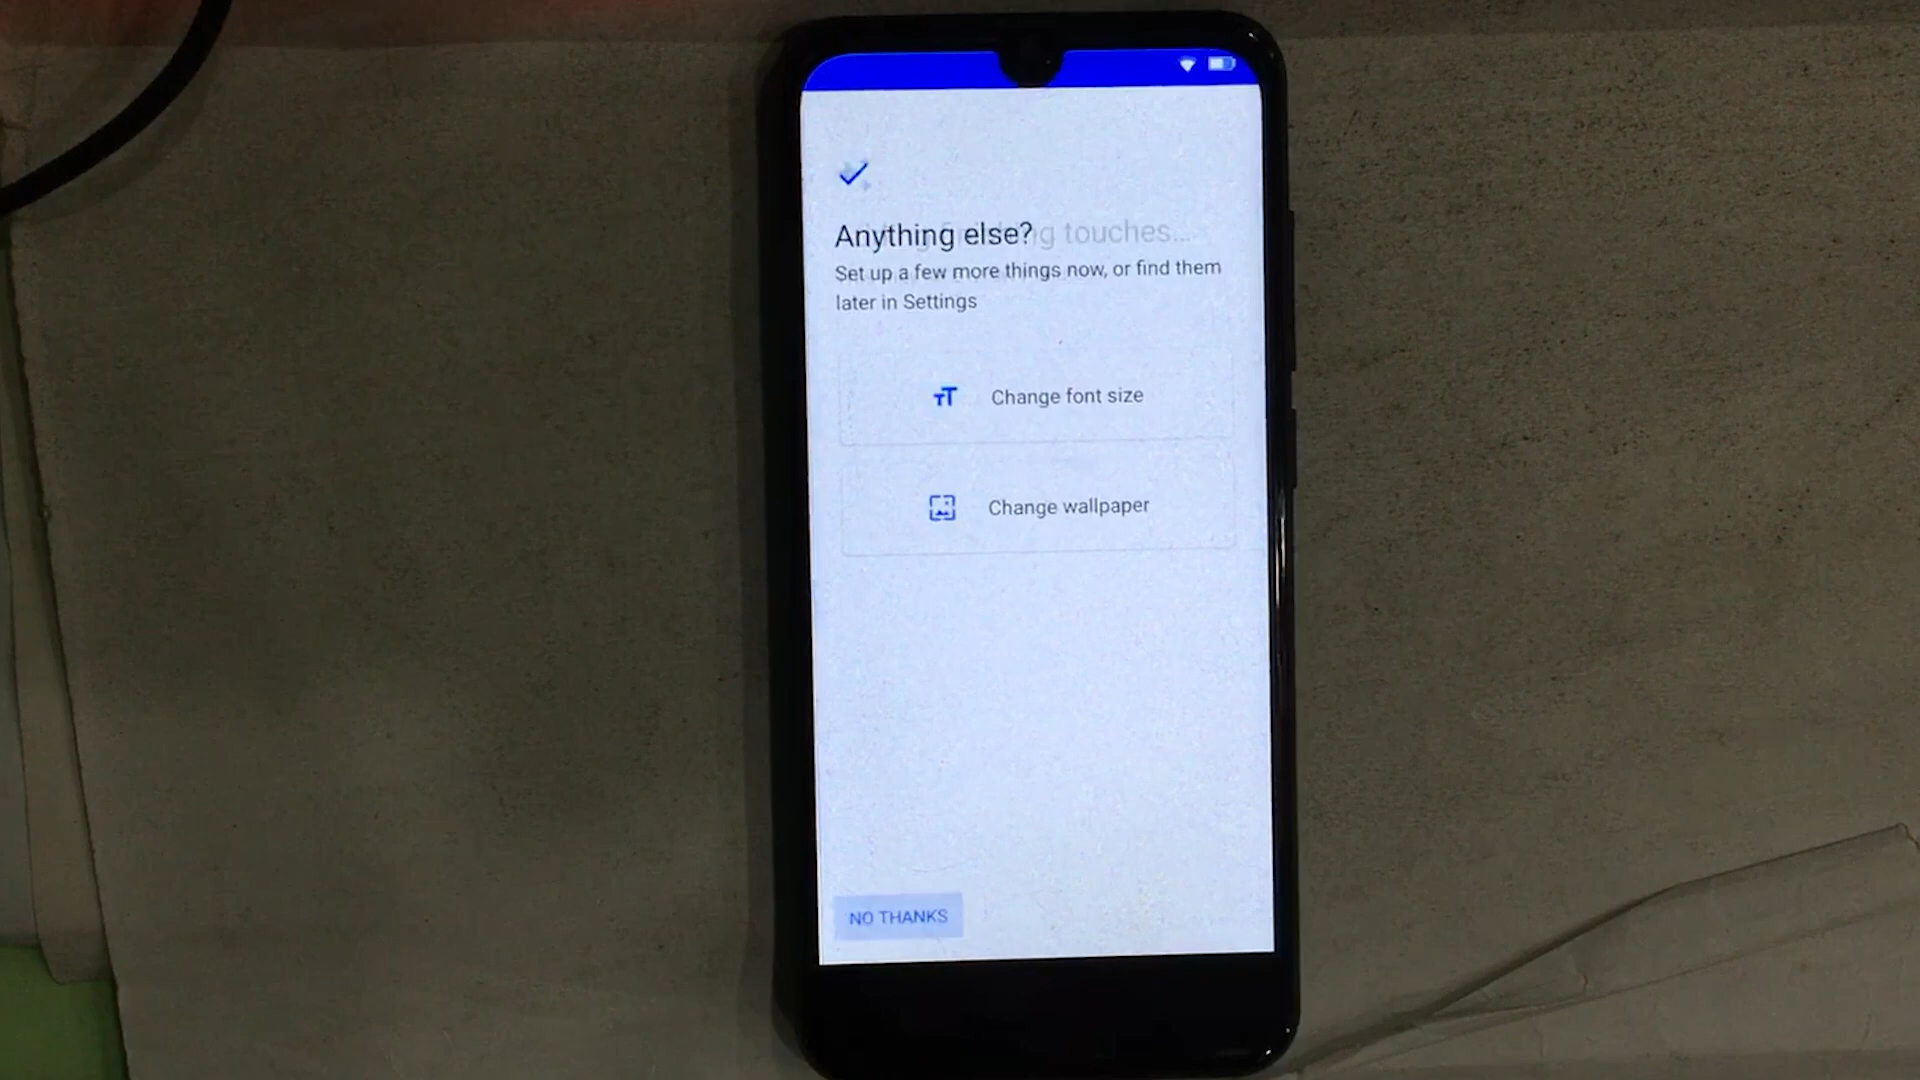 Anything else?
touches...
Set up a few more things now, or find them
later in Settings
Change font size
Change wallpaper
NO THANKS